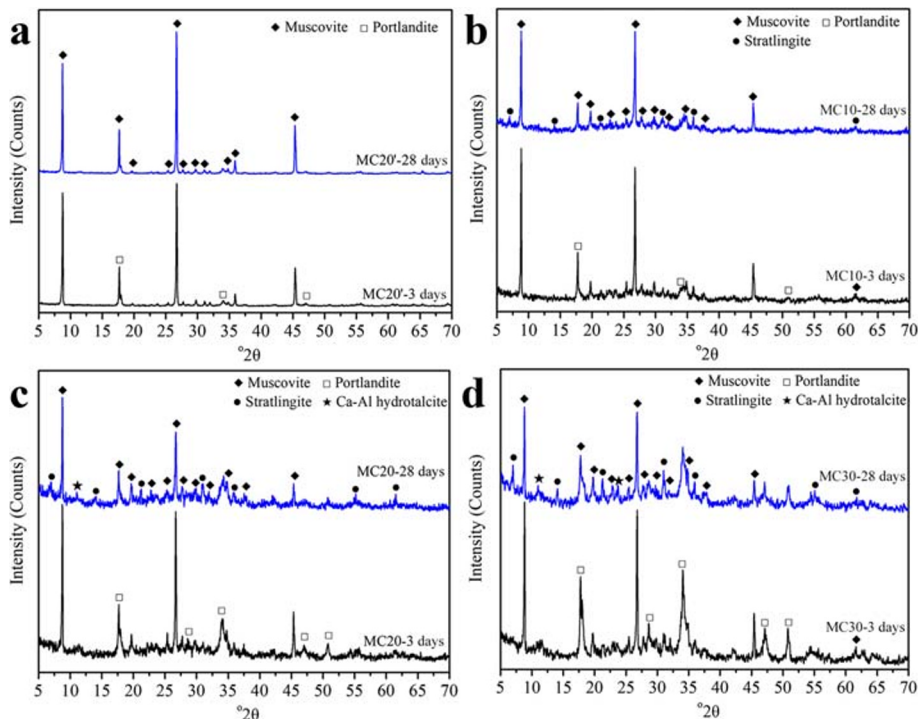 a
◆ Muscovite □ Portlandite
MC20'-28 days
MC20'-3 days
Intensity (Counts)
5 10 15 20 25 30 35 40 45 50 55 60 65 70
°2θ
b
◆ Muscovite □ Portlandite
● Stratlingite
MC10-28 days
MC10-3 days
Intensity (Counts)
5 10 15 20 25 30 35 40 45 50 55 60 65 70
°2θ
c
◆ Muscovite □ Portlandite
● Stratlingite ★ Ca-Al hydrotalcite
MC20-28 days
MC20-3 days
Intensity (Counts)
5 10 15 20 25 30 35 40 45 50 55 60 65 70
°2θ
d
◆ Muscovite □ Portlandite
● Stratlingite ★ Ca-Al hydrotalcite
MC30-28 days
MC30-3 days
Intensity (Counts)
5 10 15 20 25 30 35 40 45 50 55 60 65 70
°2θ